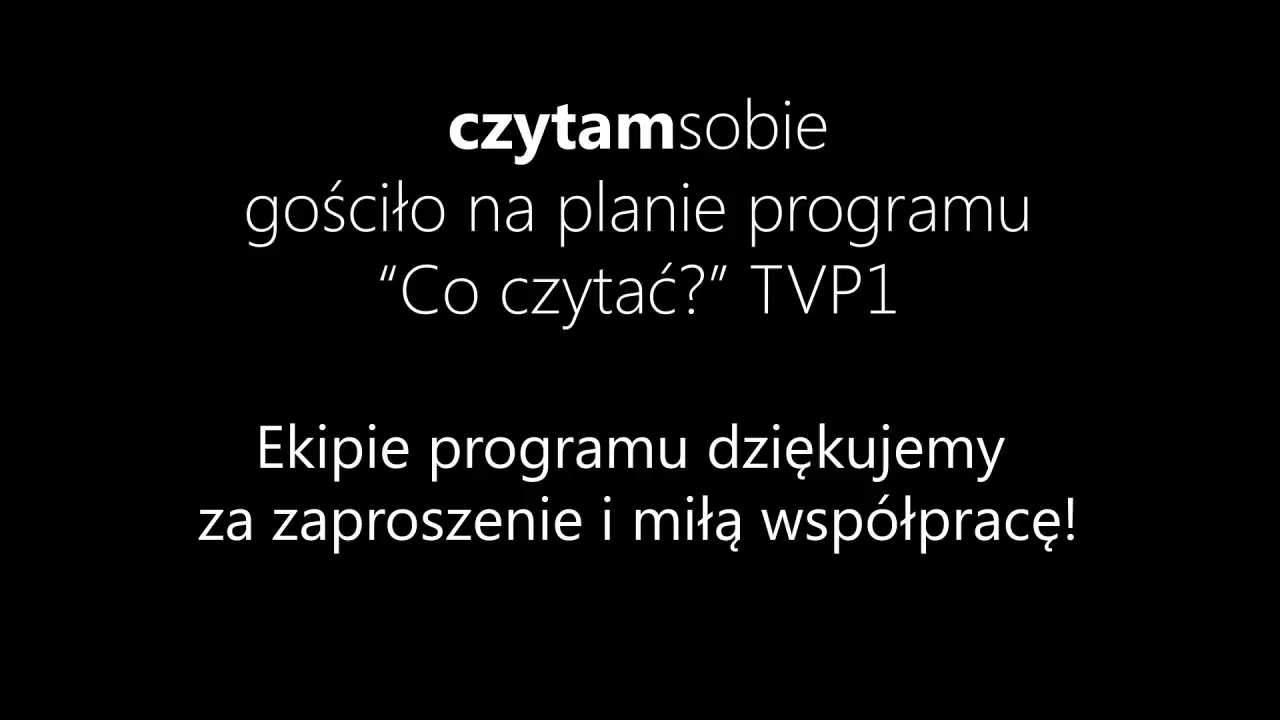 czytamsobie
gościło na planie programu
“Co czytać?” TVP1
Ekipie programu dziękujemy
za zaproszenie i miłą współpracę!